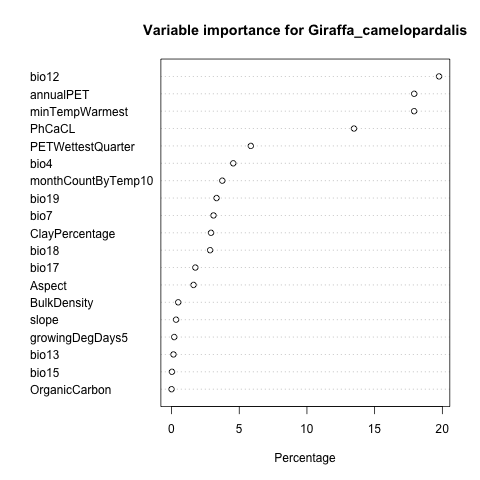 Variable importance for Giraffa_camelopardalis
bio12
annualPET
minTempWarmest
PhCaCL
PETWettestQuarter
bio4
monthCountByTemp10
bio19
bio7
ClayPercentage
bio18
bio17
Aspect
BulkDensity
slope
growingDegDays5
bio13
bio15
OrganicCarbon
0 5 10 15 20
Percentage